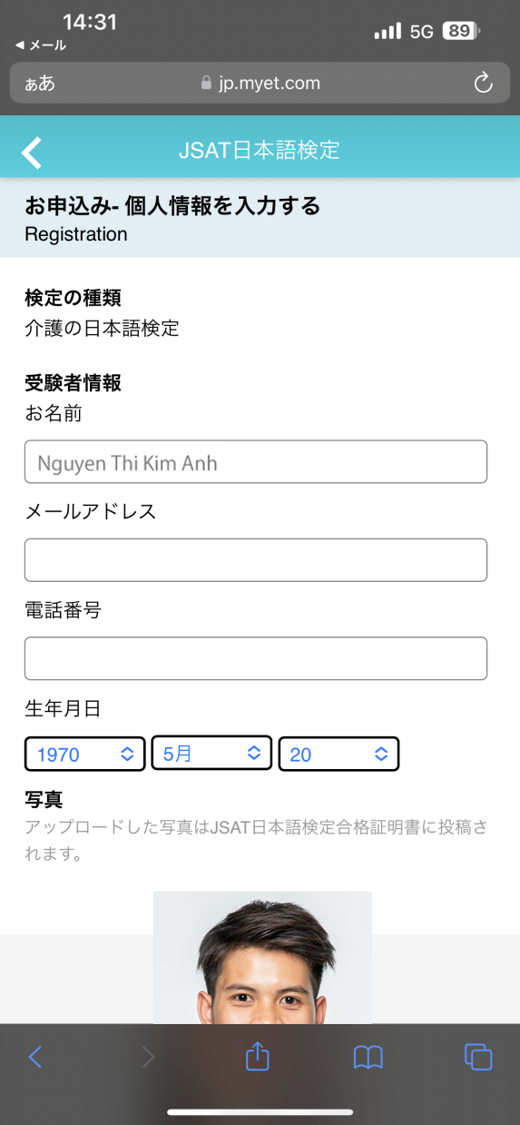 14:31
5G 89
◀ メール
ぁあ jp.myet.com
JSAT日本語検定
お申込み- 個人情報を入力する
Registration
検定の種類
介護の日本語検定
受験者情報
お名前
Nguyen Thi Kim Anh
メールアドレス
電話番号
生年月日
1970 5月 20
写真
アップロードした写真はJSAT日本語検定合格証明書に投稿さ
れます。